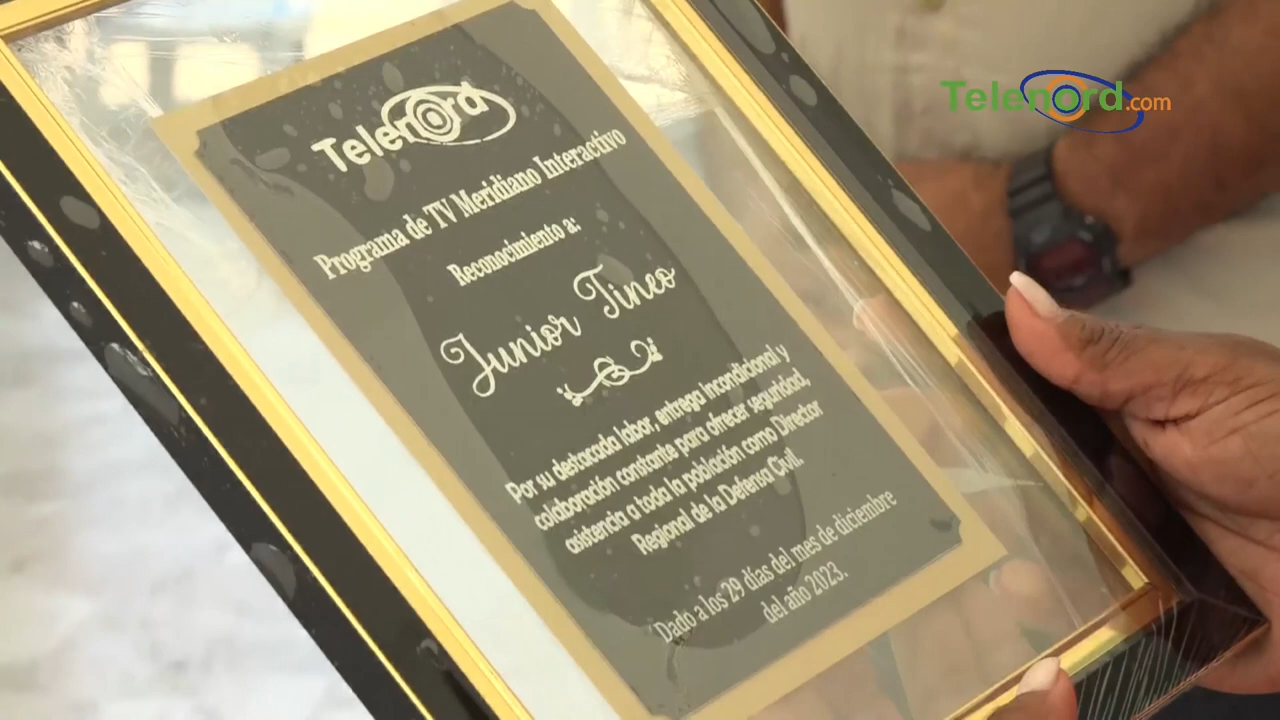 Telenord.com
Telenord
Programa de TV Meridiano Interactivo
Reconocimiento a:
Junior Tineo
Por su destacada labor, entrega incondicional y
colaboración constante para ofrecer seguridad,
asistencia a toda la población como Director
Regional de la Defensa Civil.
Dado a los 29 días del mes de diciembre
del año 2023.